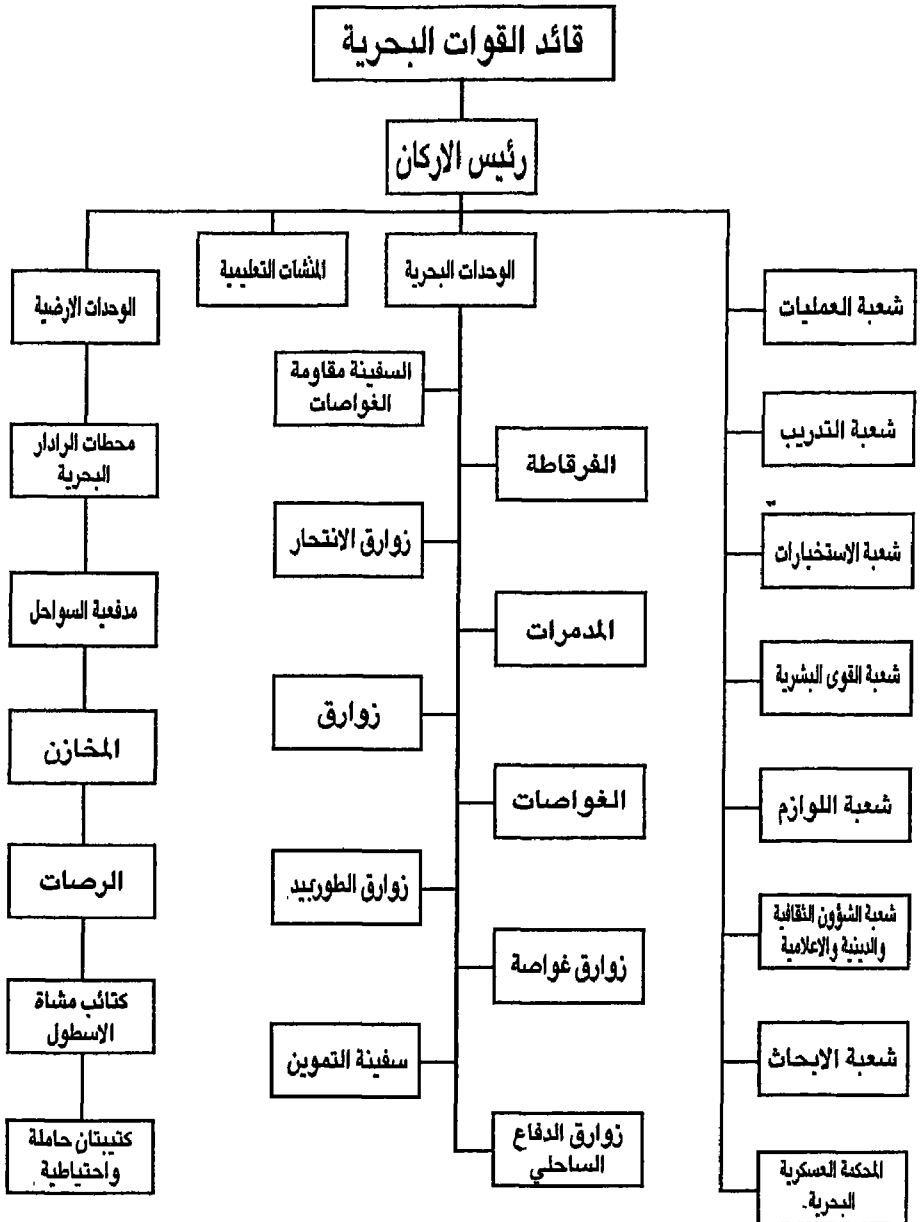 قائد القوات البحرية
رئيس الاركان
شعبة العمليات
شعبة التدريب
شعبة الاستخبارات
شعبة القوى البشرية
شعبة اللوازم
شعبة الشؤون الثقافية
والدينية والاعلامية
شعبة الابحاث
المحكمة العسكرية
البحرية.
الوحدات البحرية
السفينة مقاومة
الغواصات
الفرقاطة
زوارق الانتحار
المدمرات
زوارق
الغواصات
زوارق الطوربيد
زوارق غواصة
سفينة التموين
زوارق الدفاع
الساحلي
المنشات التعليمية
الوحدات الارضية
محطات الرادار
البحرية
مدفعية السواحل
المخازن
الرصات
كتائب مشاة
الاسطول
كتيبتان حاملة
واحتياطية